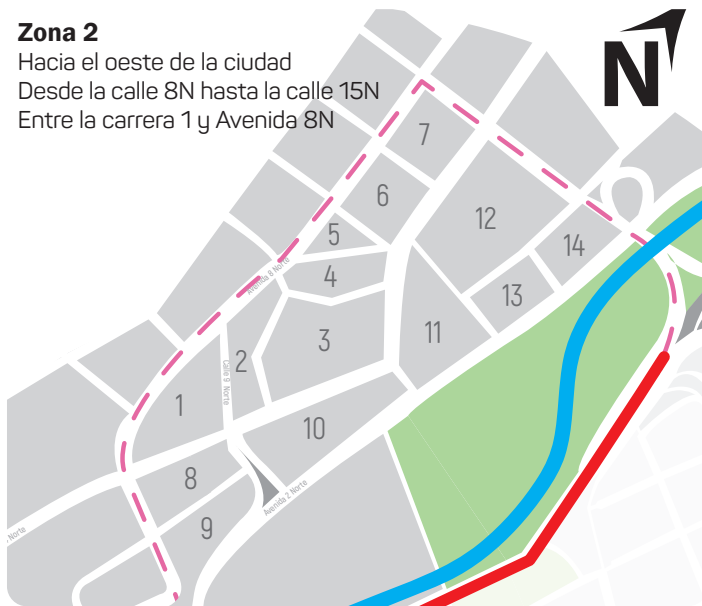 Zona 2
Hacia el oeste de la ciudad
Desde la calle 8N hasta la calle 15N
Entre la carrera 1 y Avenida 8N
N
7
6
12
5
14
4
Avenida 8 Norte
13
3
11
2
Calle 9 Norte
1
10
8
Avenida 2 Norte
9
Norte